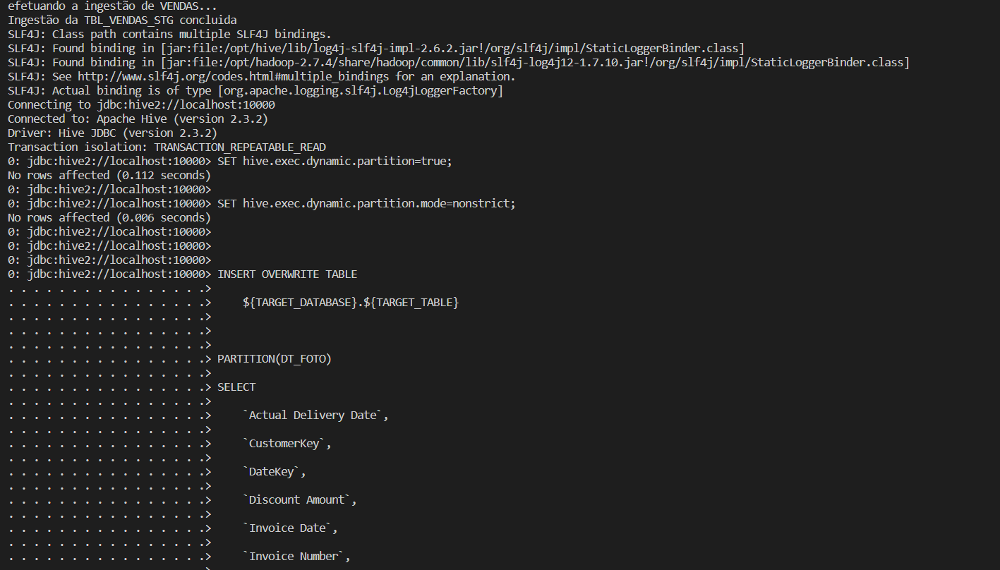 efetuando a ingestão de VENDAS...
Ingestão da TBL_VENDAS_STG concluida
SLF4J: Class path contains multiple SLF4J bindings.
SLF4J: Found binding in [jar:file:/opt/hive/lib/log4j-slf4j-impl-2.6.2.jar!/org/slf4j/impl/StaticLoggerBinder.class]
SLF4J: Found binding in [jar:file:/opt/hadoop-2.7.4/share/hadoop/common/lib/slf4j-log4j12-1.7.10.jar!/org/slf4j/impl/StaticLoggerBinder.class]
SLF4J: See http://www.slf4j.org/codes.html#multiple_bindings for an explanation.
SLF4J: Actual binding is of type [org.apache.logging.slf4j.Log4jLoggerFactory]
Connecting to jdbc:hive2://localhost:10000
Connected to: Apache Hive (version 2.3.2)
Driver: Hive JDBC (version 2.3.2)
Transaction isolation: TRANSACTION_REPEATABLE_READ
0: jdbc:hive2://localhost:10000> SET hive.exec.dynamic.partition=true;
No rows affected (0.112 seconds)
0: jdbc:hive2://localhost:10000>
0: jdbc:hive2://localhost:10000> SET hive.exec.dynamic.partition.mode=nonstrict;
No rows affected (0.006 seconds)
0: jdbc:hive2://localhost:10000>
0: jdbc:hive2://localhost:10000>
0: jdbc:hive2://localhost:10000>
0: jdbc:hive2://localhost:10000> INSERT OVERWRITE TABLE
. . . . . . . . . . . . . . . .>
. . . . . . . . . . . . . . . .>     ${TARGET_DATABASE}.${TARGET_TABLE}
. . . . . . . . . . . . . . . .>
. . . . . . . . . . . . . . . .>
. . . . . . . . . . . . . . . .>
. . . . . . . . . . . . . . . .> PARTITION(DT_FOTO)
. . . . . . . . . . . . . . . .>
. . . . . . . . . . . . . . . .> SELECT
. . . . . . . . . . . . . . . .>
. . . . . . . . . . . . . . . .>     `Actual Delivery Date`,
. . . . . . . . . . . . . . . .>
. . . . . . . . . . . . . . . .>     `CustomerKey`,
. . . . . . . . . . . . . . . .>
. . . . . . . . . . . . . . . .>     `DateKey`,
. . . . . . . . . . . . . . . .>
. . . . . . . . . . . . . . . .>     `Discount Amount`,
. . . . . . . . . . . . . . . .>
. . . . . . . . . . . . . . . .>     `Invoice Date`,
. . . . . . . . . . . . . . . .>
. . . . . . . . . . . . . . . .>     `Invoice Number`,